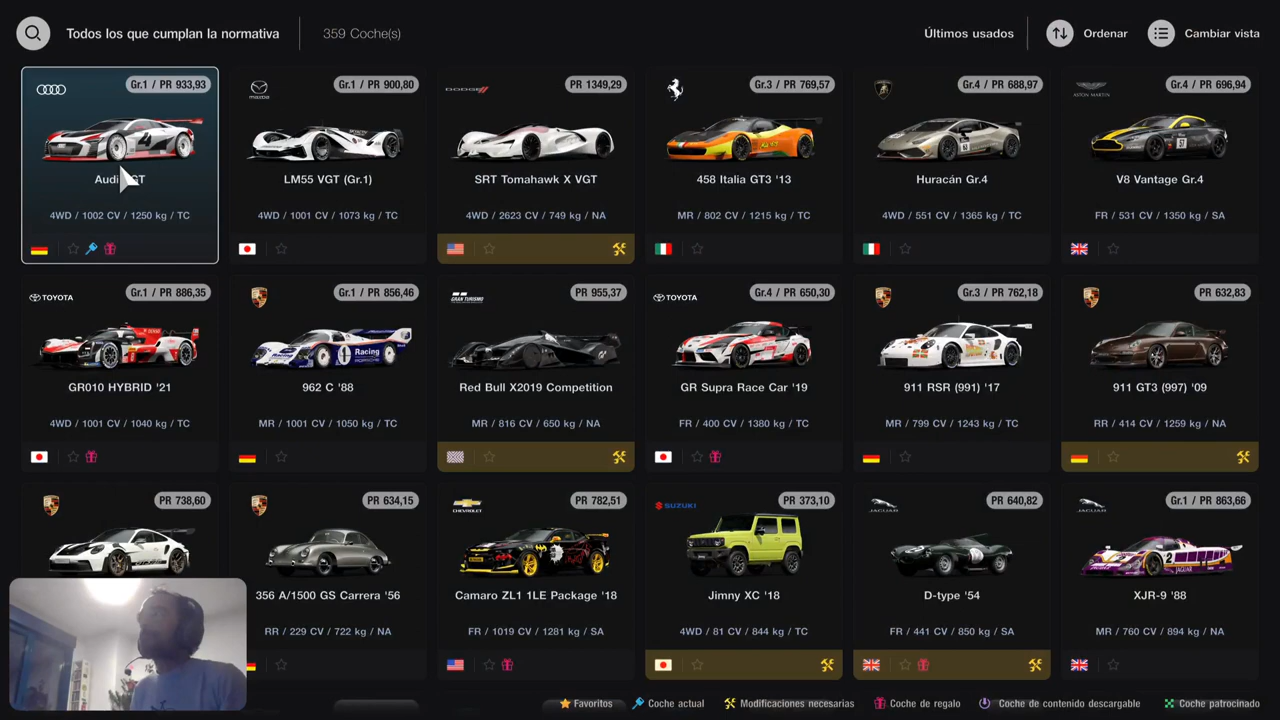 Todos los que cumplan la normativa
359 Coche(s)
Últimos usados
Ordenar
Cambiar vista
Gr.1 / PR 933,93
Gr.1 / PR 900,80
PR 1349,29
Gr.3 / PR 769,57
Gr.4 / PR 688,97
Gr.4 / PR 696,94
mazda
DODGE
ASTON MARTIN
Audi GT
LM55 VGT (Gr.1)
SRT Tomahawk X VGT
458 Italia GT3 '13
Huracán Gr.4
V8 Vantage Gr.4
4WD / 1002 CV / 1250 kg / TC
4WD / 1001 CV / 1073 kg / TC
4WD / 2623 CV / 749 kg / NA
MR / 802 CV / 1215 kg / TC
4WD / 551 CV / 1365 kg / TC
FR / 531 CV / 1350 kg / SA
TOYOTA
Gr.1 / PR 886,35
Gr.1 / PR 856,46
GRAN TURISMO
PR 955,37
TOYOTA
Gr.4 / PR 650,30
Gr.3 / PR 762,18
PR 632,83
Racing
GR010 HYBRID '21
962 C '88
Red Bull X2019 Competition
GR Supra Race Car '19
911 RSR (991) '17
911 GT3 (997) '09
4WD / 1001 CV / 1040 kg / TC
MR / 1001 CV / 1050 kg / TC
MR / 816 CV / 650 kg / NA
FR / 400 CV / 1380 kg / TC
MR / 799 CV / 1243 kg / TC
RR / 414 CV / 1259 kg / NA
PR 738,60
PR 634,15
CHEVROLET
PR 782,51
SUZUKI
PR 373,10
JAGUAR
PR 640,82
JAGUAR
Gr.1 / PR 863,66
356 A/1500 GS Carrera '56
Camaro ZL1 1LE Package '18
Jimny XC '18
D-type '54
XJR-9 '88
RR / 229 CV / 722 kg / NA
FR / 1019 CV / 1281 kg / SA
4WD / 81 CV / 844 kg / TC
FR / 441 CV / 850 kg / SA
MR / 760 CV / 894 kg / NA
Favoritos
Coche actual
Modificaciones necesarias
Coche de regalo
Coche de contenido descargable
Coche patrocinado